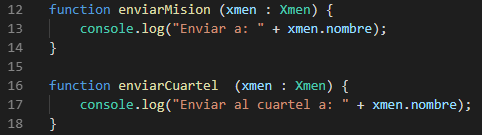 12 function enviarMision (xmen : Xmen) {
13     console.log("Enviar a: " + xmen.nombre);
14 }
15
16 function enviarCuartel  (xmen : Xmen) {
17     console.log("Enviar al cuartel a: " + xmen.nombre);
18 }